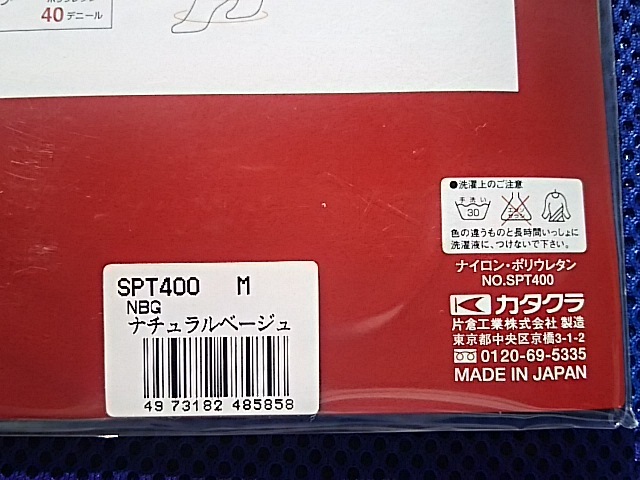 40デニール
SPT400 M
NBG
ナチュラルベージュ
4973182 485858
●洗濯上のご注意
手洗い
30
色の違うものと長時間いっしょに
洗濯液に、つけないで下さい。
ナイロン・ポリウレタン
NO.SPT400
カタクラ
片倉工業株式会社 製造
東京都中央区京橋3-1-2
0120-69-5335
MADE IN JAPAN